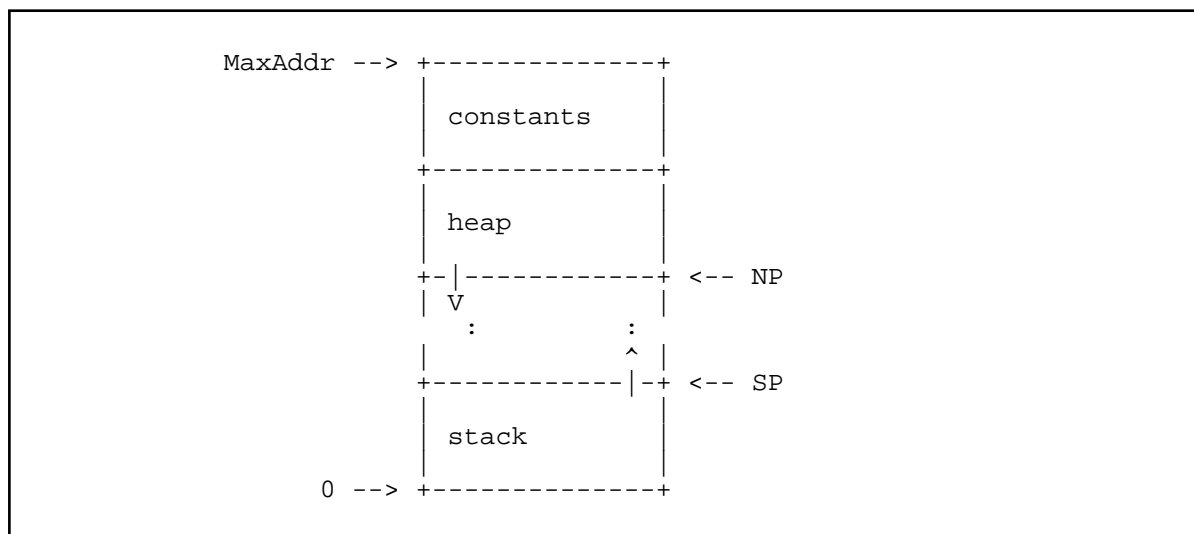 MaxAddr --> +--------------+
|              |
| constants    |
|              |
+--------------+
|              |
| heap         |
|              |
+-|------------+ <-- NP
| V            |
:         :
|            ^ |
+------------|-+ <-- SP
|              |
| stack        |
|              |
0 --> +--------------+